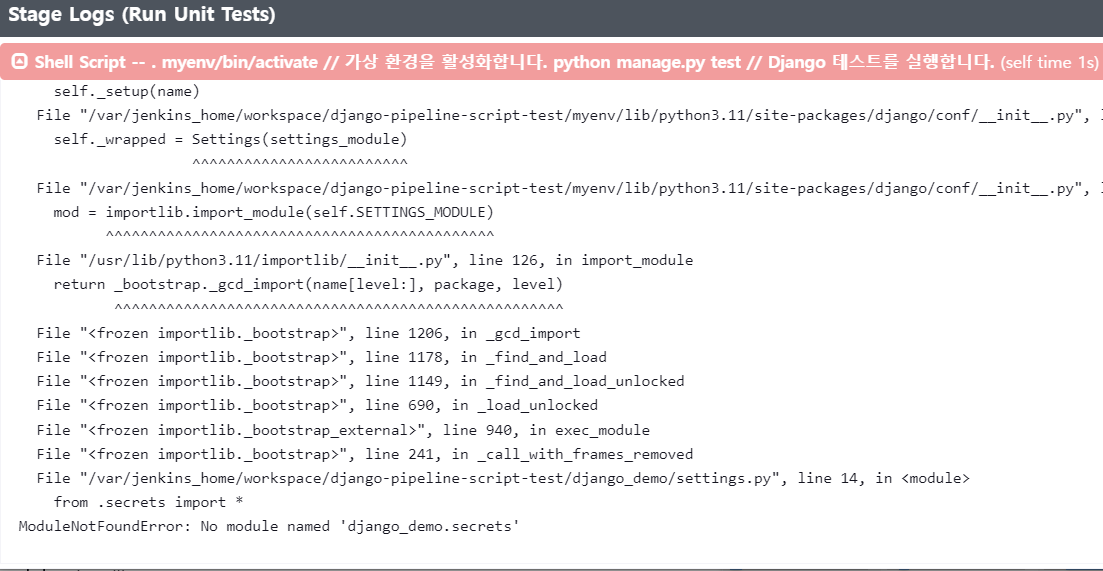 Stage Logs (Run Unit Tests)
Shell Script -- . myenv/bin/activate // 가상 환경을 활성화합니다. python manage.py test // Django 테스트를 실행합니다. (self time 1s)
self._setup(name)
File "/var/jenkins_home/workspace/django-pipeline-script-test/myenv/lib/python3.11/site-packages/django/conf/__init__.py",
self._wrapped = Settings(settings_module)
^^^^^^^^^^^^^^^^^^^^^^^^^
File "/var/jenkins_home/workspace/django-pipeline-script-test/myenv/lib/python3.11/site-packages/django/conf/__init__.py",
mod = importlib.import_module(self.SETTINGS_MODULE)
^^^^^^^^^^^^^^^^^^^^^^^^^^^^^^^^^^^^^^^^^^^^^
File "/usr/lib/python3.11/importlib/__init__.py", line 126, in import_module
return _bootstrap._gcd_import(name[level:], package, level)
^^^^^^^^^^^^^^^^^^^^^^^^^^^^^^^^^^^^^^^^^^^^^^^^^^^^
File "<frozen importlib._bootstrap>", line 1206, in _gcd_import
File "<frozen importlib._bootstrap>", line 1178, in _find_and_load
File "<frozen importlib._bootstrap>", line 1149, in _find_and_load_unlocked
File "<frozen importlib._bootstrap>", line 690, in _load_unlocked
File "<frozen importlib._bootstrap_external>", line 940, in exec_module
File "<frozen importlib._bootstrap>", line 241, in _call_with_frames_removed
File "/var/jenkins_home/workspace/django-pipeline-script-test/django_demo/settings.py", line 14, in <module>
from .secrets import *
ModuleNotFoundError: No module named 'django_demo.secrets'